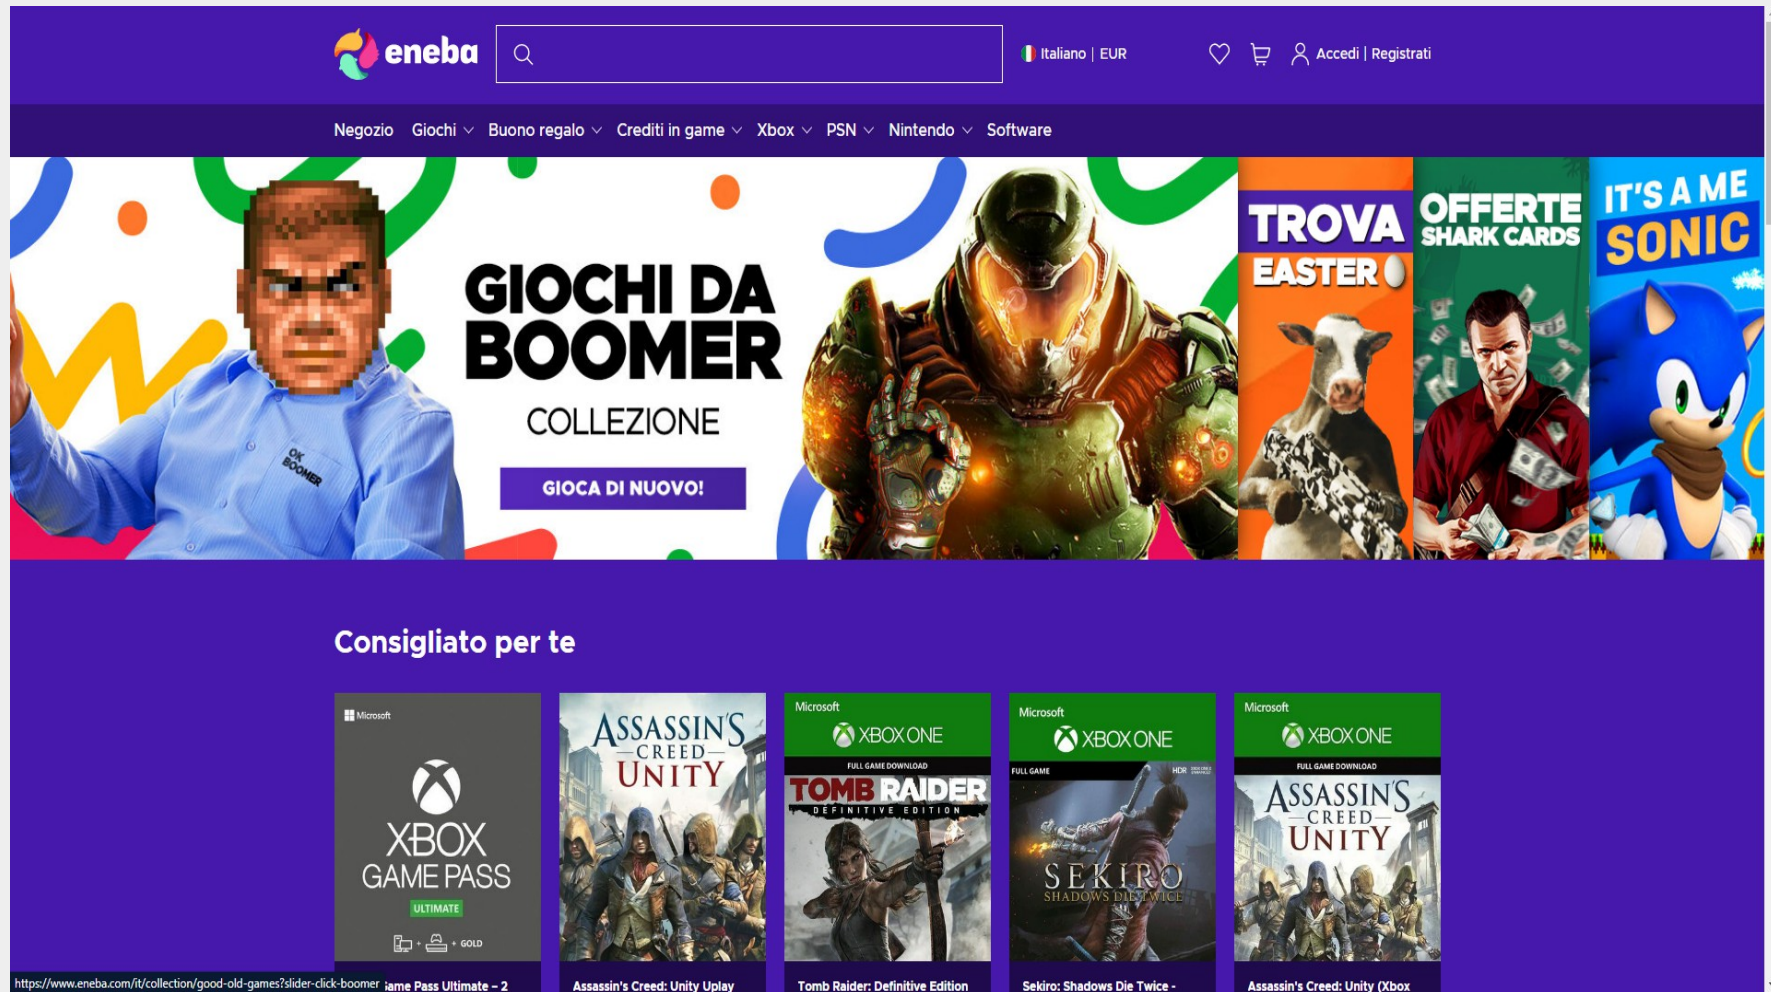 eneba
Italiano | EUR
Accedi | Registrati
Negozio Giochi Buono regalo Crediti in game Xbox PSN Nintendo Software
OK
BOOMER
GIOCHI DA
BOOMER
COLLEZIONE
GIOCA DI NUOVO!
TROVA
EASTER
OFFERTE
SHARK CARDS
IT'S A ME
SONIC
Consigliato per te
Microsoft
XBOX
GAME PASS
ULTIMATE
+ + GOLD
ASSASSIN'S
CREED
UNITY
Microsoft
XBOX ONE
FULL GAME DOWNLOAD
TOMB RAIDER
DEFINITIVE EDITION
Microsoft
XBOX ONE
FULL GAME
HDR
SEKIRO
SHADOWS DIE TWICE
Microsoft
XBOX ONE
FULL GAME DOWNLOAD
ASSASSIN'S
CREED
UNITY
https://www.eneba.com/it/collection/good-old-games?slider-click-boomer
Game Pass Ultimate – 2
Assassin's Creed: Unity Uplay
Tomb Raider: Definitive Edition
Sekiro: Shadows Die Twice -
Assassin's Creed: Unity (Xbox